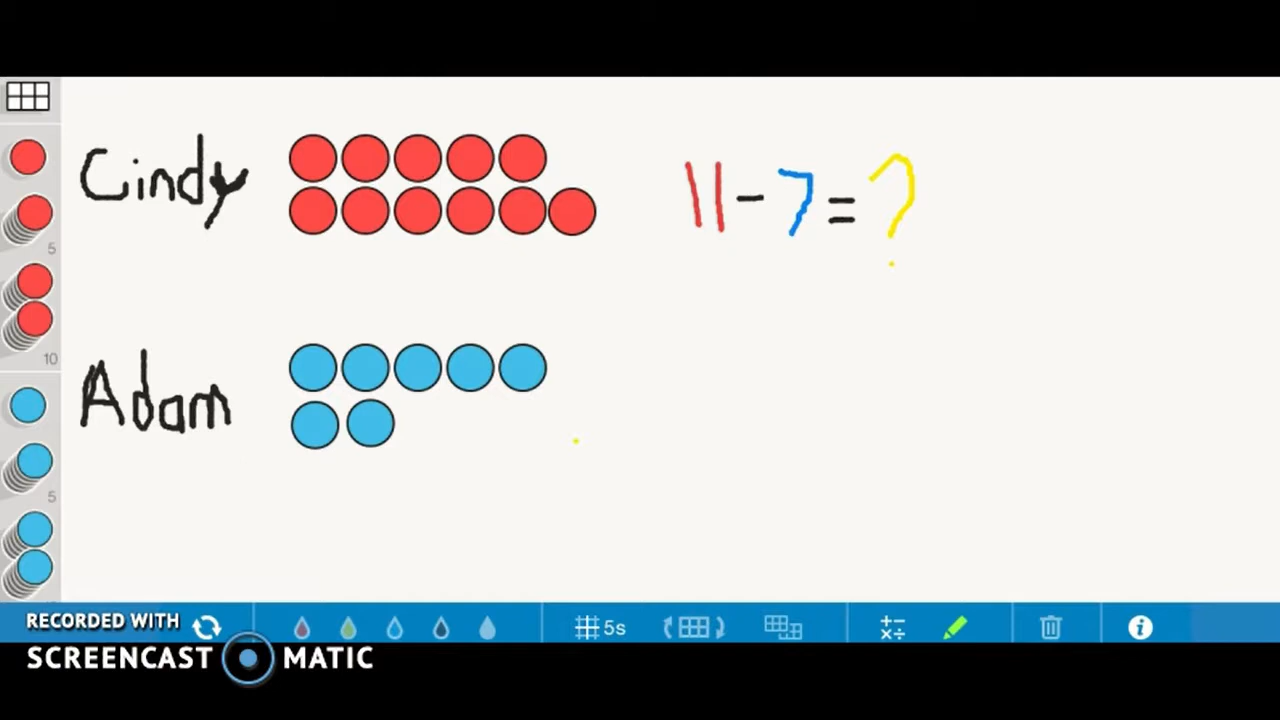 Cindy
11 - 7 = ?
5
10
Adam
5
RECORDED WITH
5s
SCREENCAST MATIC